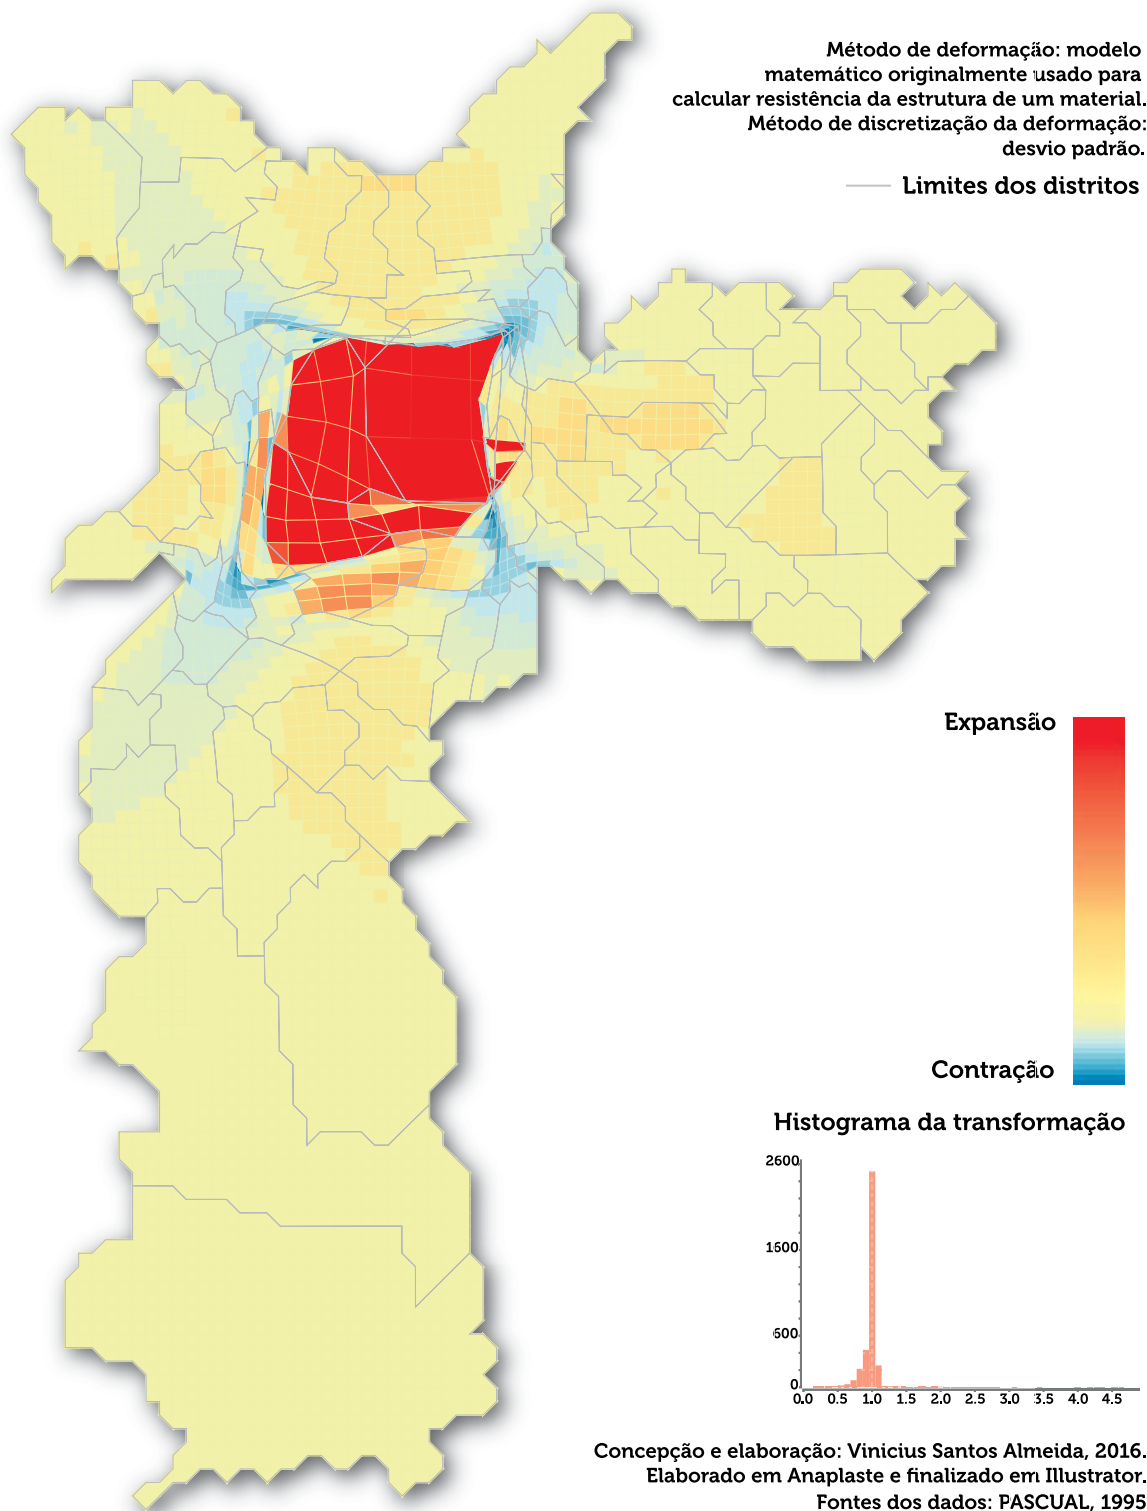 Método de deformação: modelo
matemático originalmente usado para
calcular resistência da estrutura de um material.
Método de discretização da deformação:
desvio padrão.
Limites dos distritos
Expansão
Contração
Histograma da transformação
2600
1600
600
0
0.0 0.5 1.0 1.5 2.0 2.5 3.0 3.5 4.0 4.5
Concepção e elaboração: Vinicius Santos Almeida, 2016.
Elaborado em Anaplaste e finalizado em Illustrator.
Fontes dos dados: PASCUAL, 1995